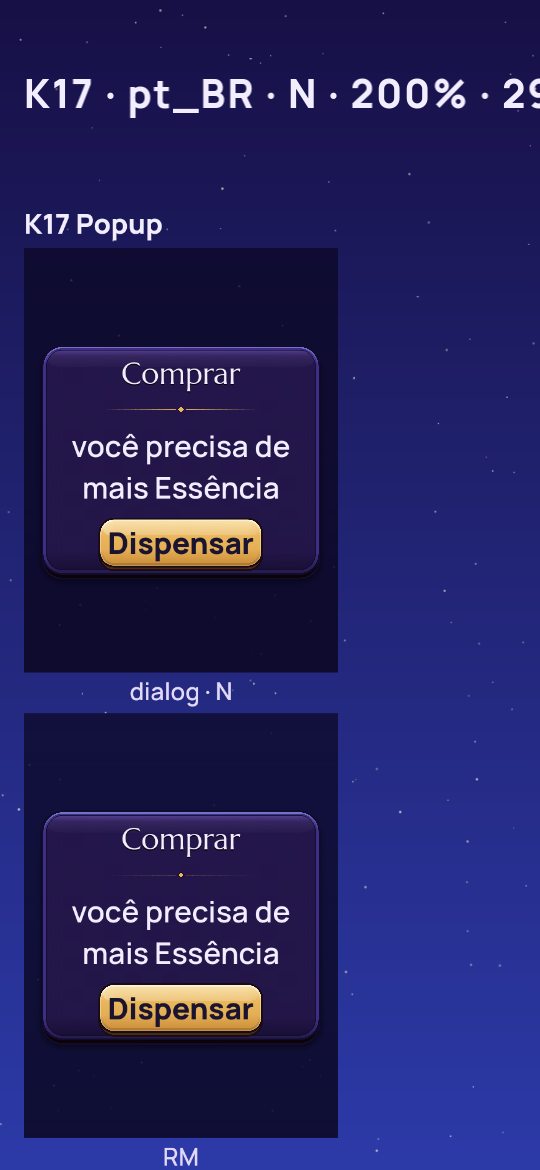 K17 · pt_BR · N · 200% · 29
K17 Popup
Comprar
você precisa de
mais Essência
Dispensar
dialog · N
Comprar
você precisa de
mais Essência
Dispensar
RM